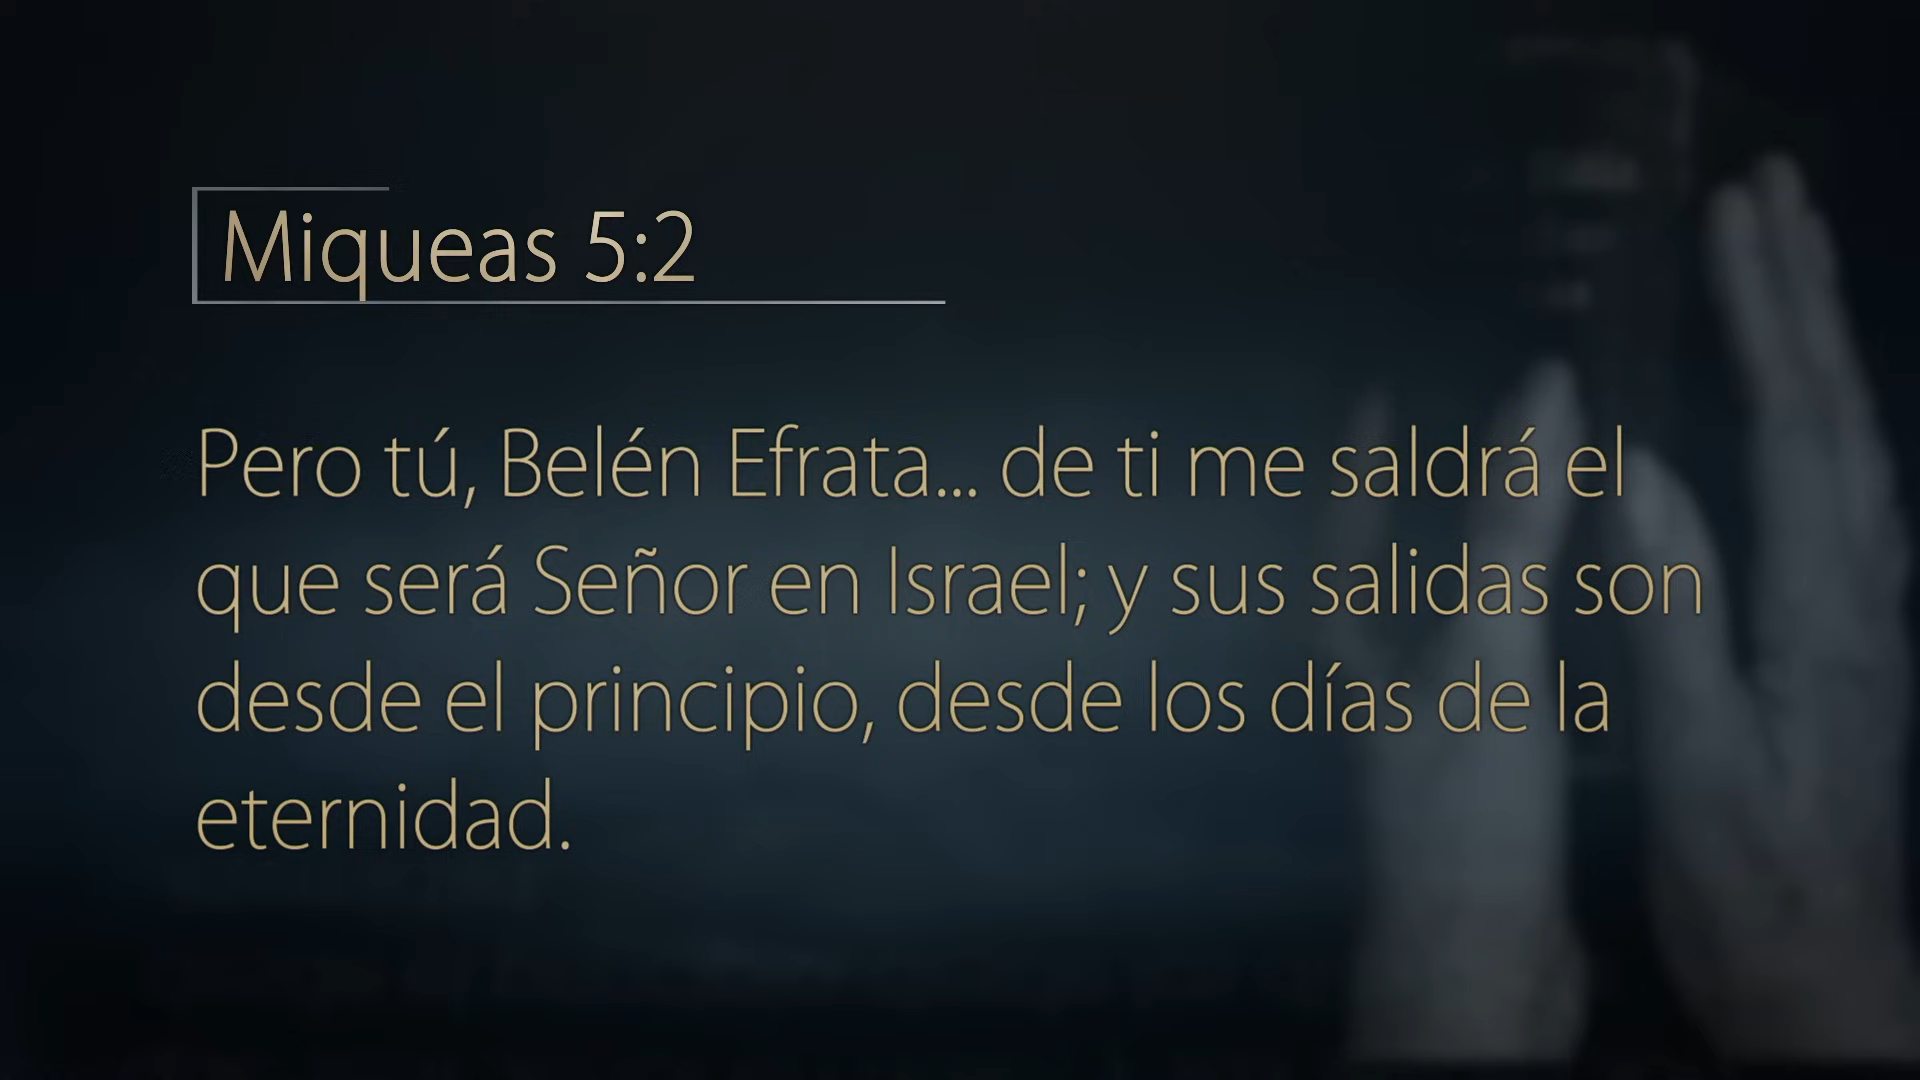 Miqueas 5:2
Pero tú, Belén Efrata... de ti me saldrá el
que será Señor en Israel; y sus salidas son
desde el principio, desde los días de la
eternidad.